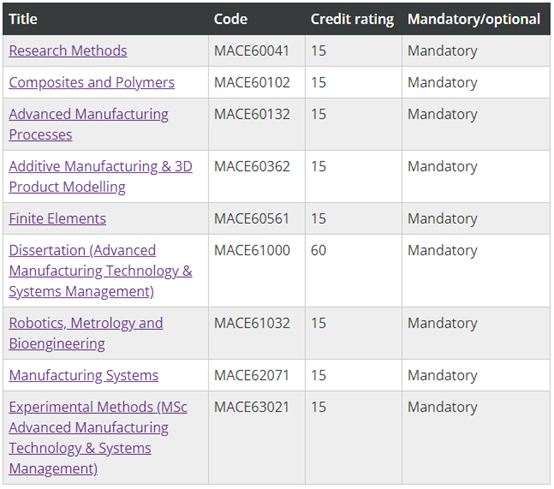 Title Code Credit rating Mandatory/optional
Research Methods MACE60041 15 Mandatory
Composites and Polymers MACE60102 15 Mandatory
Advanced Manufacturing MACE60132 15 Mandatory
Processes
Additive Manufacturing & 3D MACE60362 15 Mandatory
Product Modelling
Finite Elements MACE60561 15 Mandatory
Dissertation (Advanced MACE61000 60 Mandatory
Manufacturing Technology &
Systems Management)
Robotics, Metrology and MACE61032 15 Mandatory
Bioengineering
Manufacturing Systems MACE62071 15 Mandatory
Experimental Methods (MSc MACE63021 15 Mandatory
Advanced Manufacturing
Technology & Systems
Management)